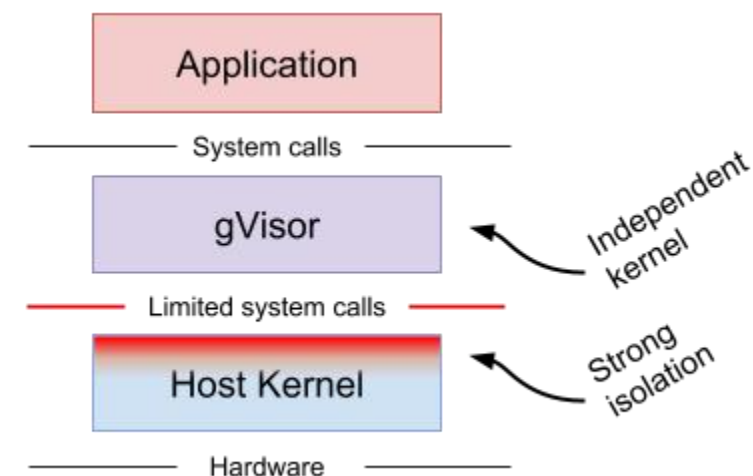 Application
System calls
gVisor
Independent
kernel
Limited system calls
Host Kernel
Strong
isolation
Hardware